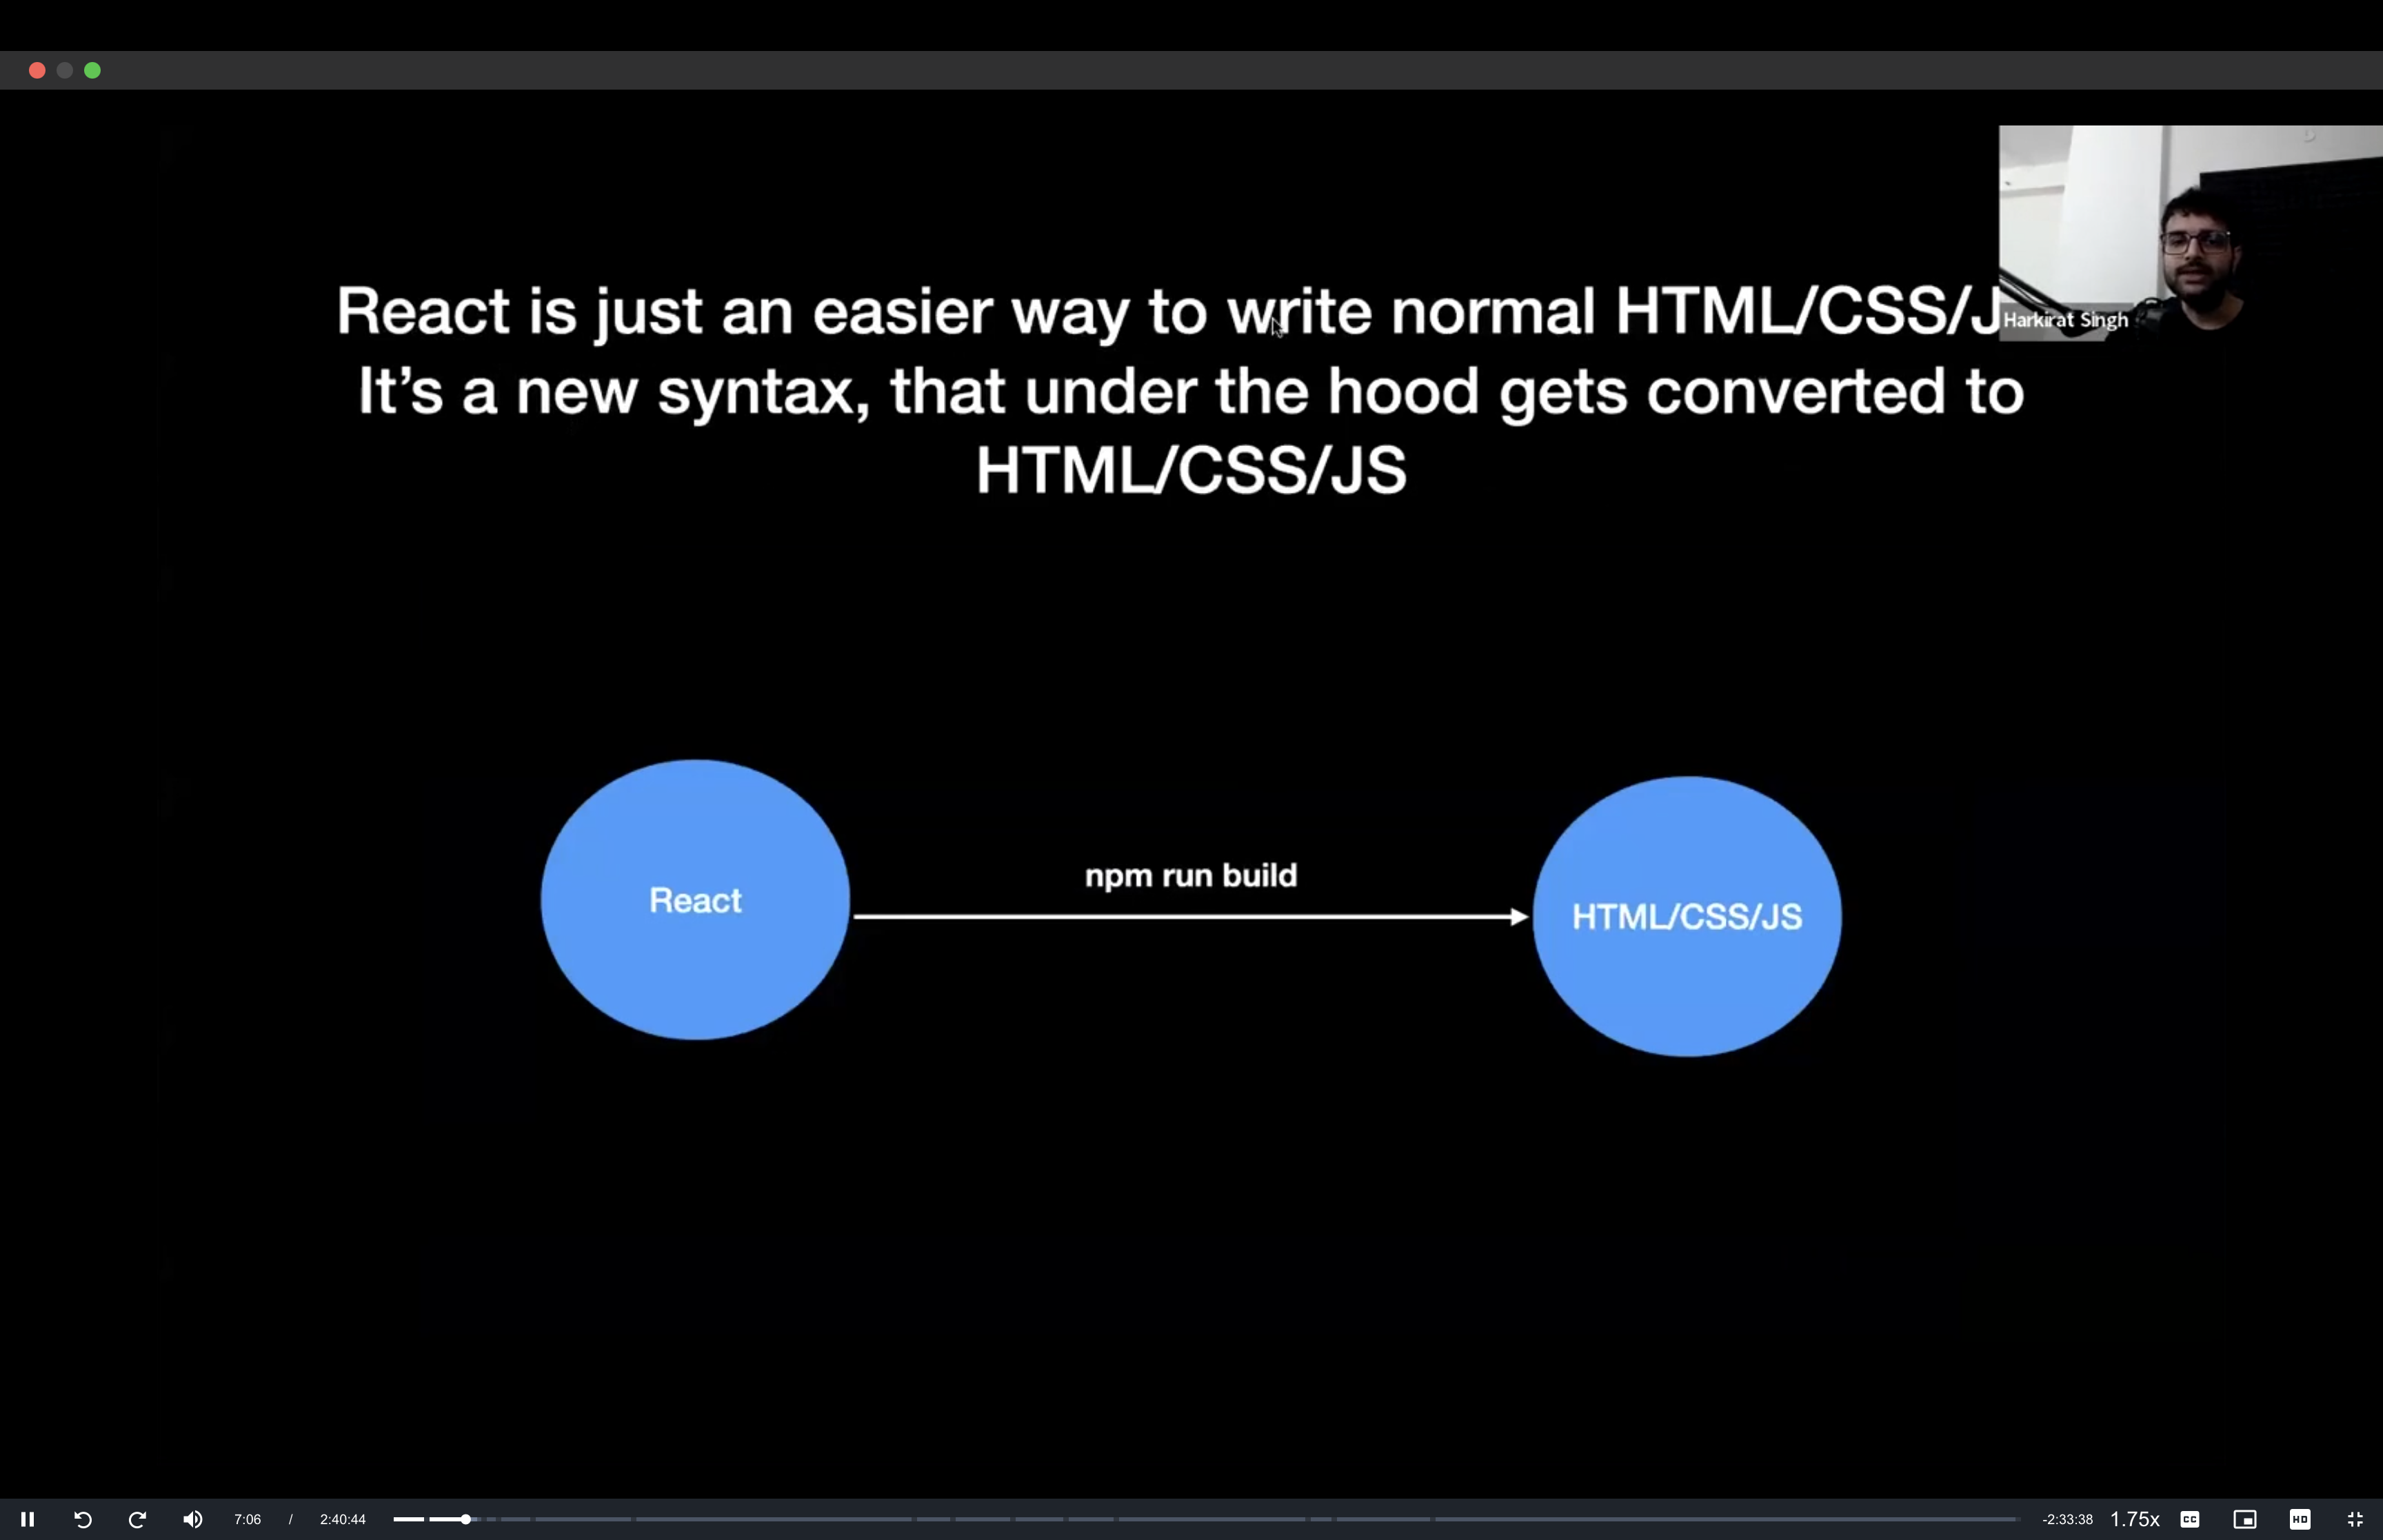 React is just an easier way to write normal HTML/CSS/J
Harkirat Singh
It’s a new syntax, that under the hood gets converted to
HTML/CSS/JS
npm run build
React
HTML/CSS/JS
7:06 / 2:40:44
-2:33:38 1.75x CC HD